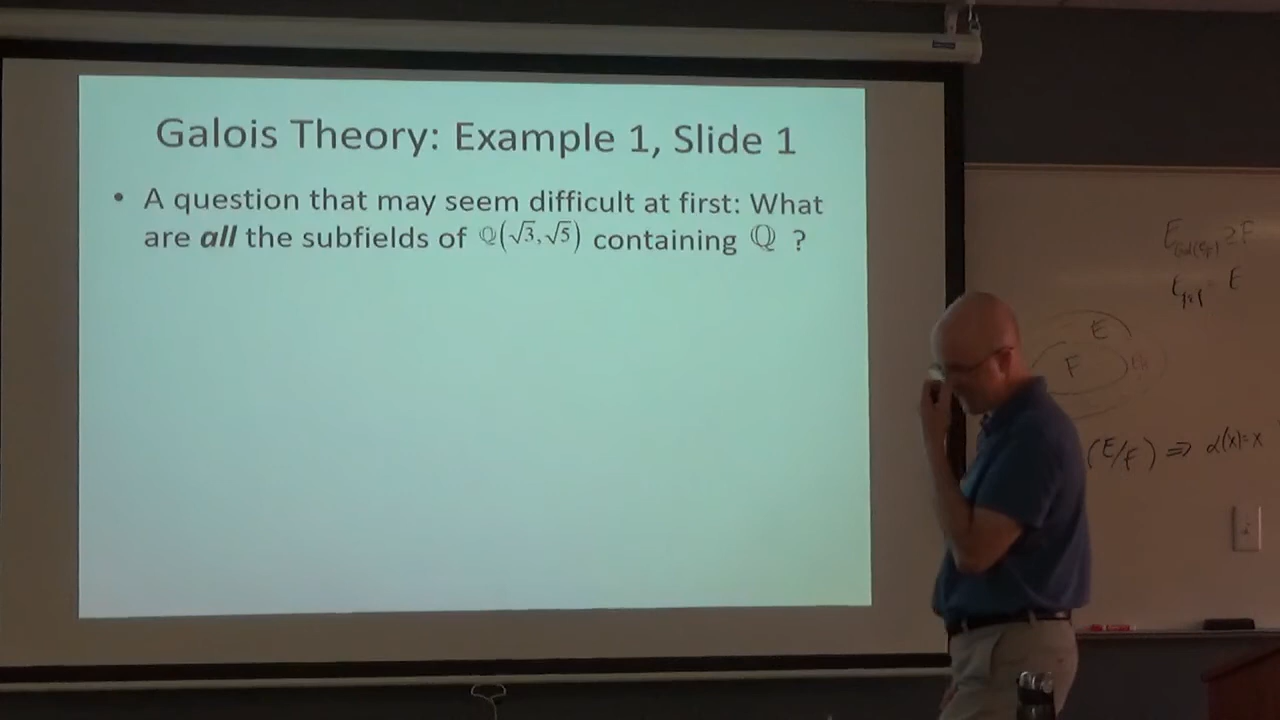 Galois Theory: Example 1, Slide 1
• A question that may seem difficult at first: What
are all the subfields of ℚ(√3,√5) containing ℚ ?
E
E
F
(E/F) ⇒ α(x)=x